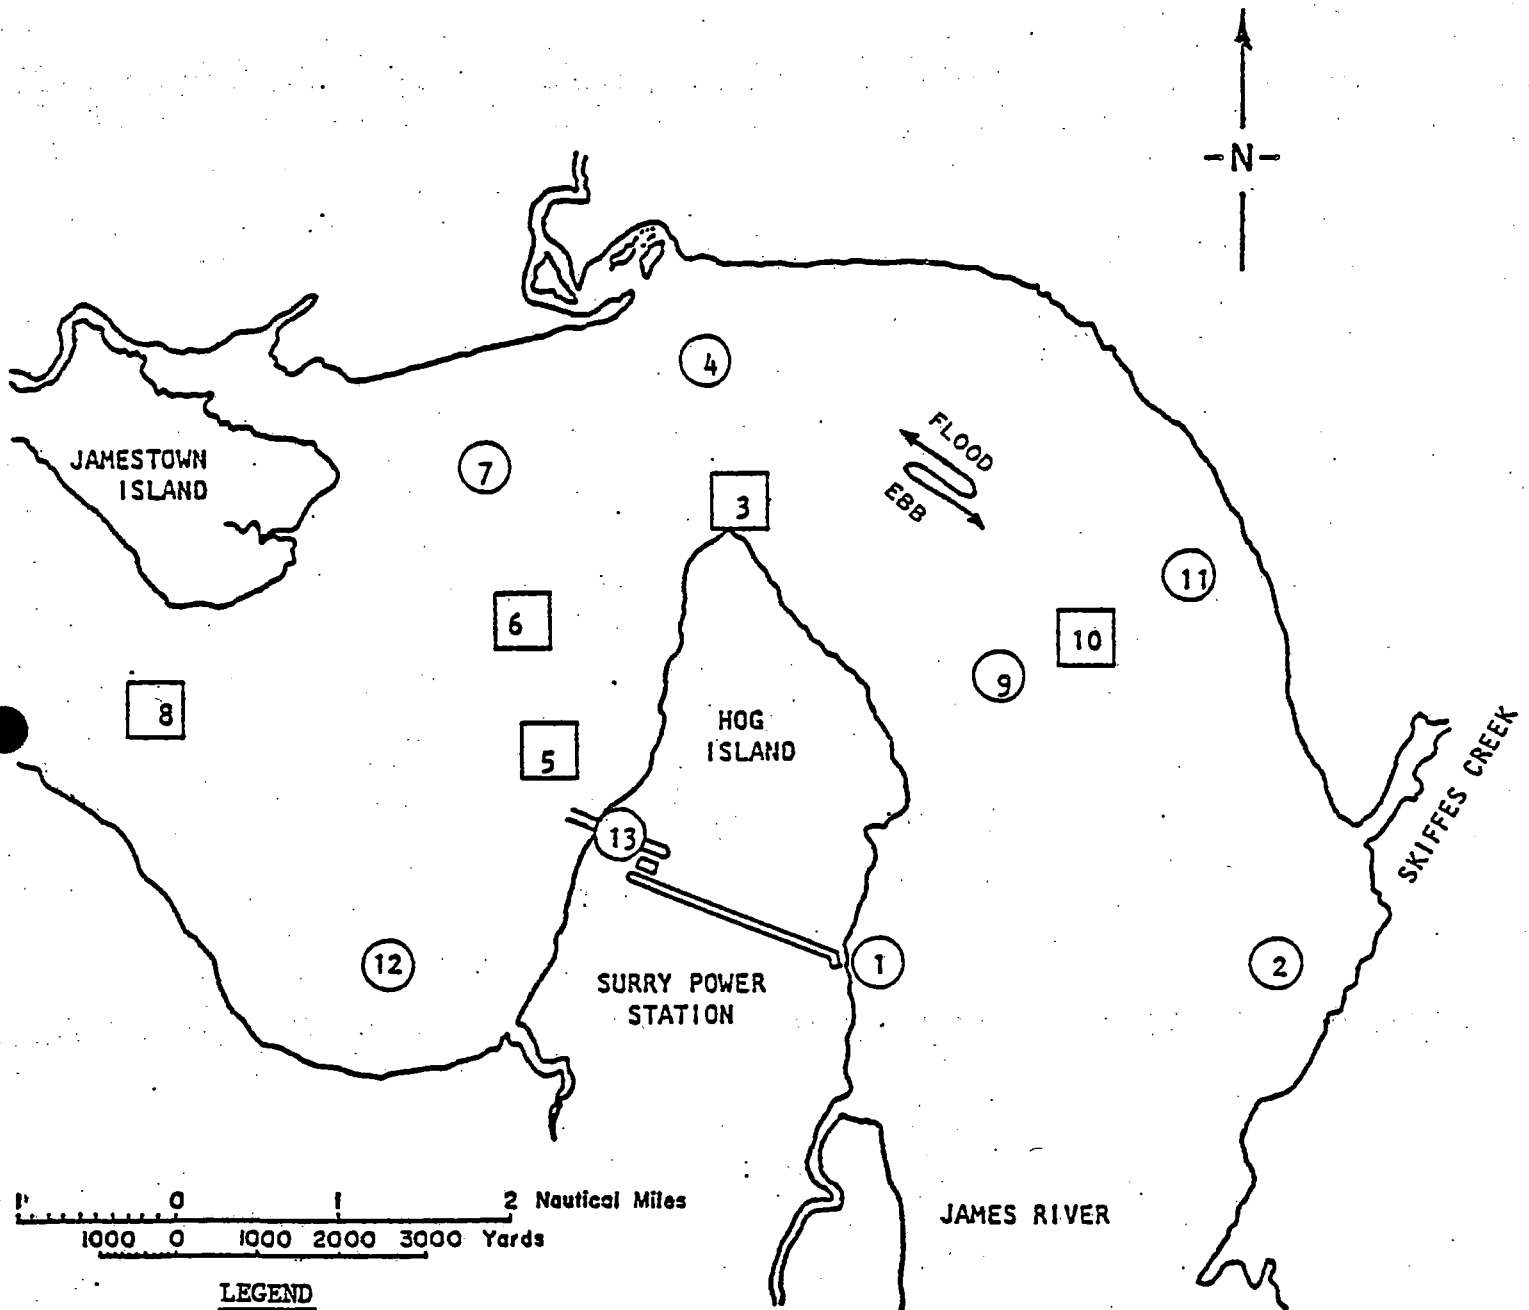 -N-
4
FLOOD
EBB
JAMESTOWN
ISLAND
7
3
11
6
10
9
8
HOG
ISLAND
5
SKIFFES CREEK
13
12
1
2
SURRY POWER
STATION
JAMES RIVER
1 0 1 2 Nautical Miles
1000 0 1000 2000 3000 Yards
LEGEND